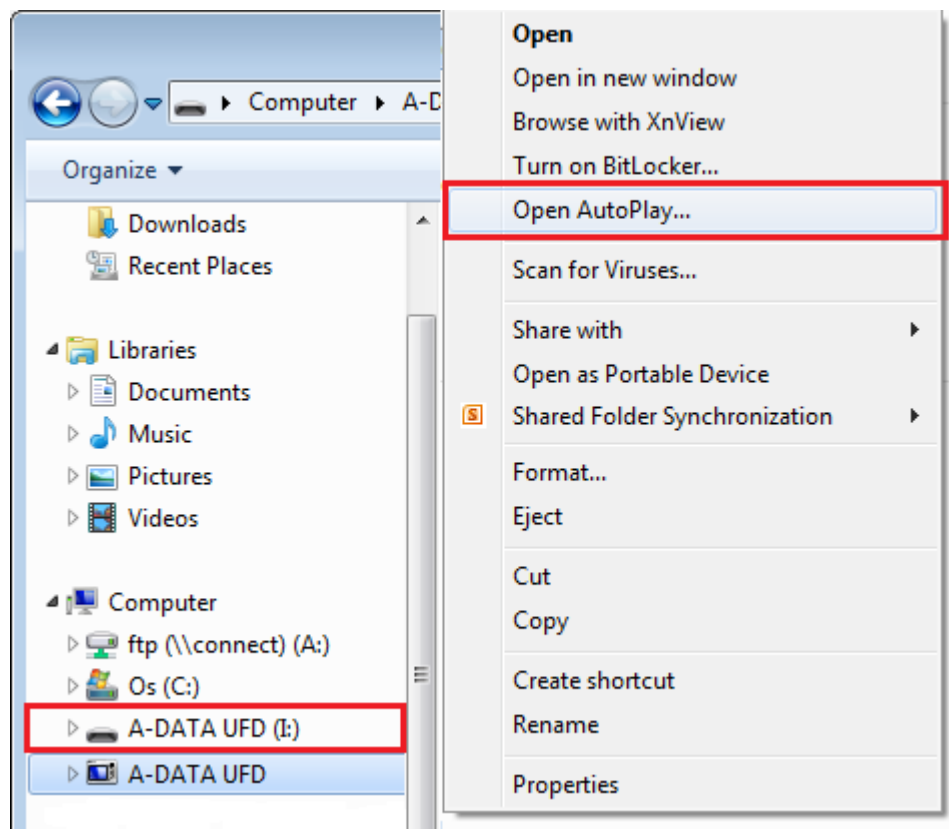 Computer
A-D
Organize
Downloads
Recent Places
Libraries
Documents
Music
Pictures
Videos
Computer
ftp (\\connect) (A:)
Os (C:)
A-DATA UFD (I:)
A-DATA UFD
Open
Open in new window
Browse with XnView
Turn on BitLocker...
Open AutoPlay...
Scan for Viruses...
Share with
Open as Portable Device
S
Shared Folder Synchronization
Format...
Eject
Cut
Copy
Create shortcut
Rename
Properties